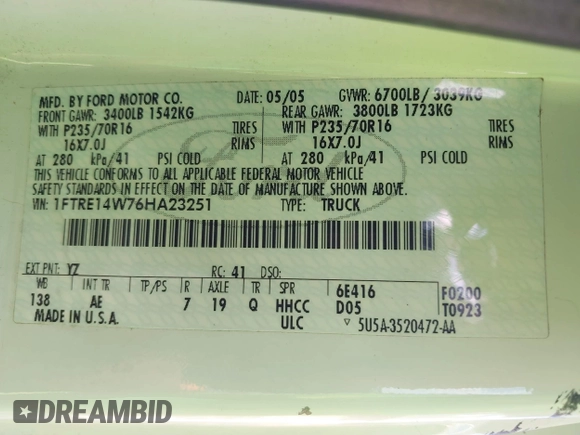 MFD. BY FORD MOTOR CO. DATE: 05/05 GVWR: 6700LB/ 3039KG
FRONT GAWR: 3400LB 1542KG REAR GAWR: 3800LB 1723KG
WITH P235/70R16 TIRES WITH P235/70R16 TIRES
16X7.0J RIMS 16X7.0J RIMS
AT 280 kPa/41 PSI COLD AT 280 kPa/41 PSI COLD
THIS VEHICLE CONFORMS TO ALL APPLICABLE FEDERAL MOTOR VEHICLE
SAFETY STANDARDS IN EFFECT ON THE DATE OF MANUFACTURE SHOWN ABOVE.
VIN: 1FTRE14W76HA23251 TYPE: TRUCK
EXT PNT: YZ RC: 41 DSO:
WB INT TR TP/PS R AXLE TR SPR 6E416 F0200
138 AE 7 19 Q HHCC D05 T0923
MADE IN U.S.A. ULC ▽ 5U5A-3520472-AA
Ford
DREAMBID